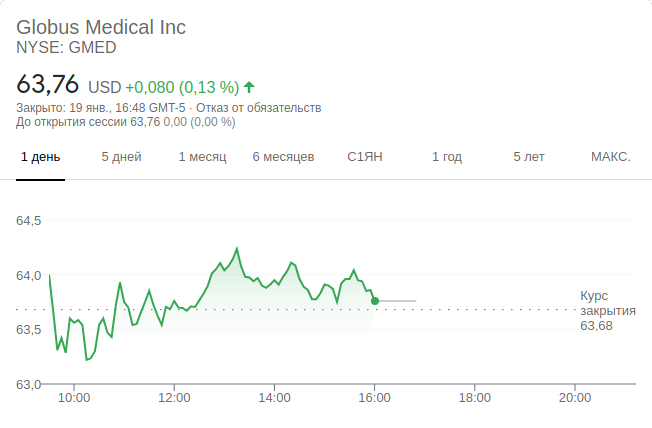 Globus Medical Inc
NYSE: GMED
63,76 USD +0,080 (0,13 %)
Закрыто: 19 янв., 16:48 GMT-5 · Отказ от обязательств
До открытия сессии 63,76 0,00 (0,00 %)
1 день 5 дней 1 месяц 6 месяцев С1ЯН 1 год 5 лет МАКС.
64,5
64,0
Курс
закрытия
63,68
63,5
63,0
10:00 12:00 14:00 16:00 18:00 20:00